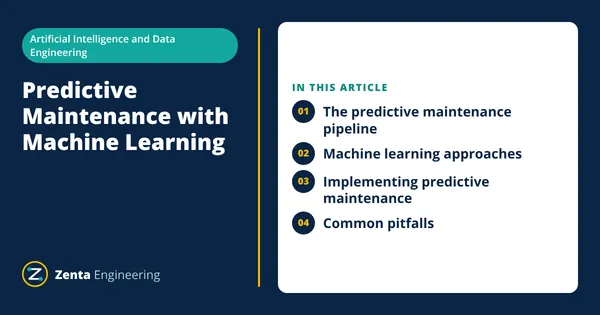 Artificial Intelligence and Data
Engineering
Predictive
Maintenance with
Machine Learning
Z Zenta Engineering
IN THIS ARTICLE
01 The predictive maintenance
pipeline
02 Machine learning approaches
03 Implementing predictive
maintenance
04 Common pitfalls